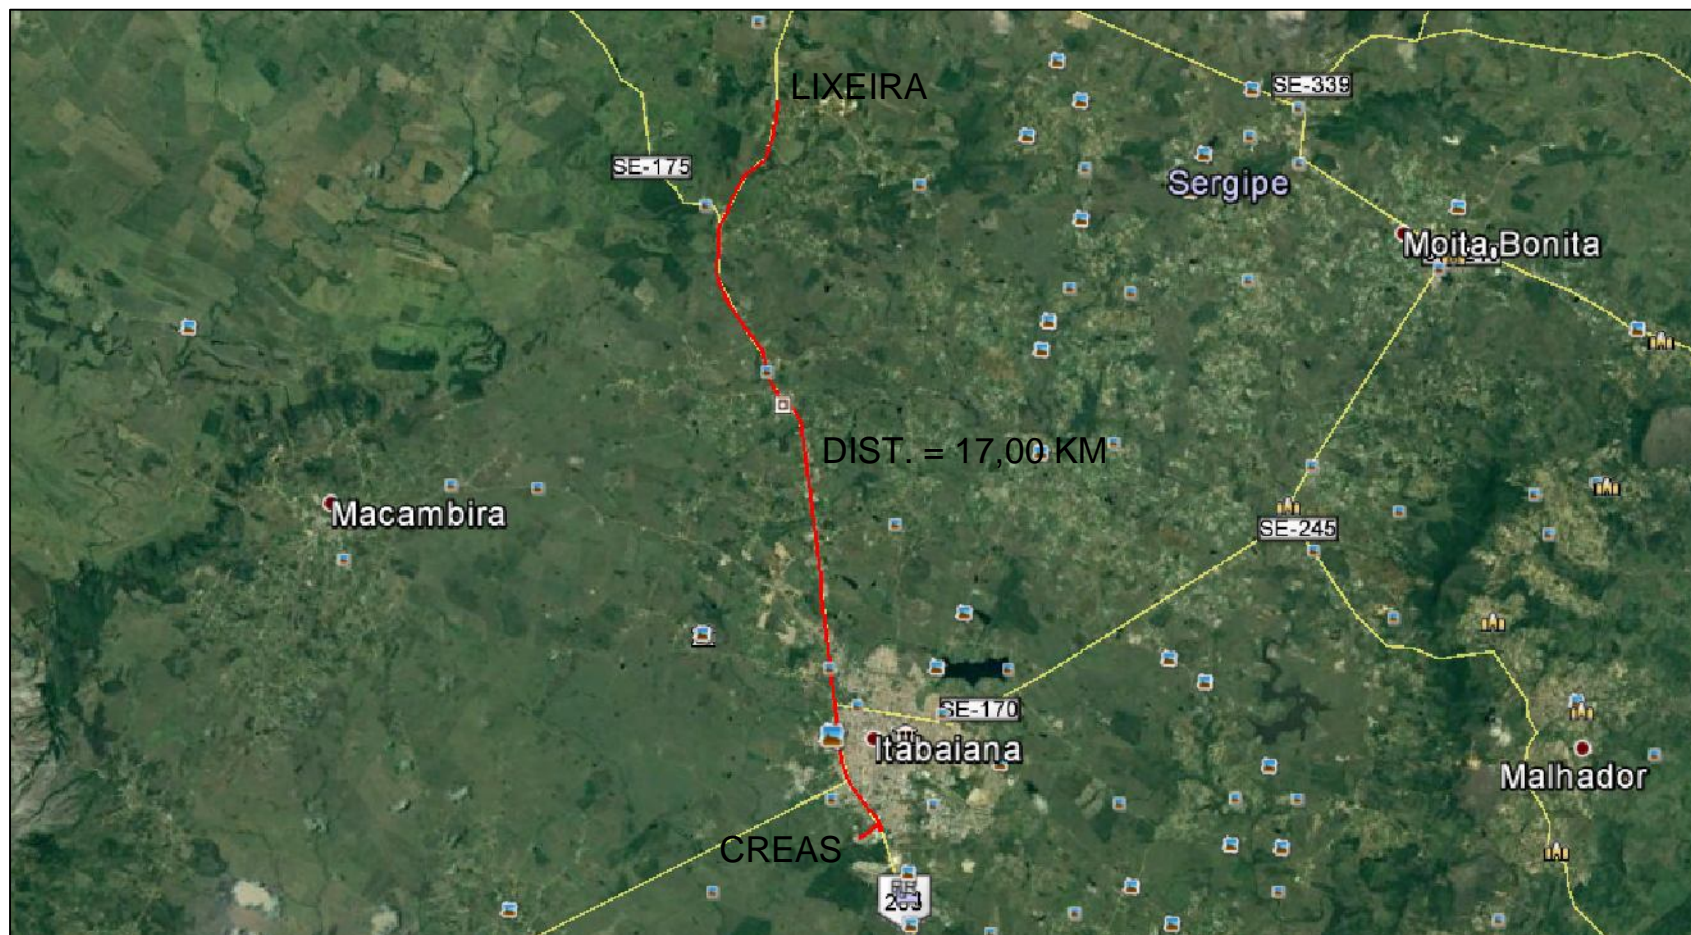 LIXEIRA
SE-339
SE-175
Sergipe
Moita Bonita
DIST. = 17,00 KM
Macambira
SE-245
SE-170
Itabaiana
Malhador
CREAS